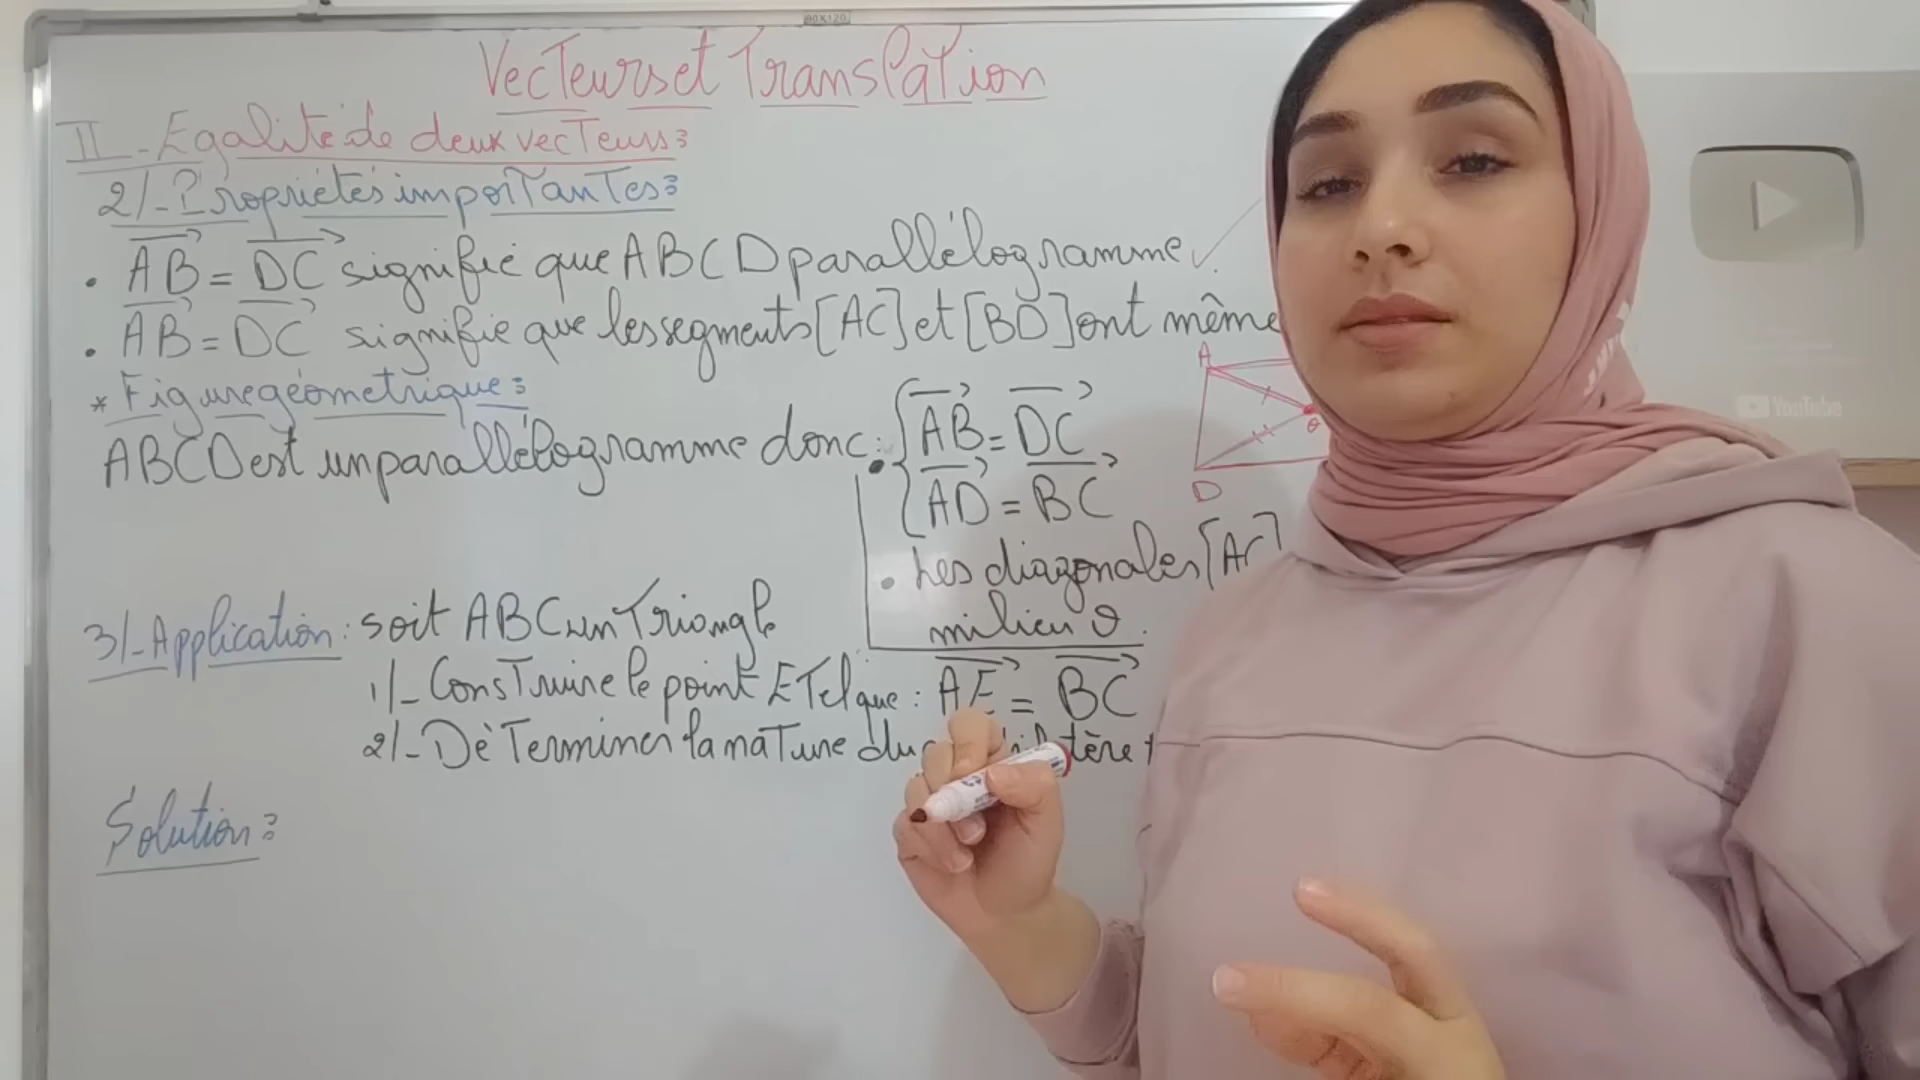 90X120
Vecteurs et Translation
II - Egalité de deux vecteurs :
2/- Propriétés importantes :
• AB = DC signifie que ABCD parallélogramme
• AB = DC signifie que les segments [AC] et [BD] ont même
* Figure géometrique :
ABCD est un parallélogramme donc :
• { AB = DC
{ AD = BC
• Les diagonales [AC]
milieu O.
A
O
D
3/- Application : soit ABC un Triangle
1/- Construire le point E Tel que : AE = BC
2/- Déterminer la nature du
Solution :
YouTube